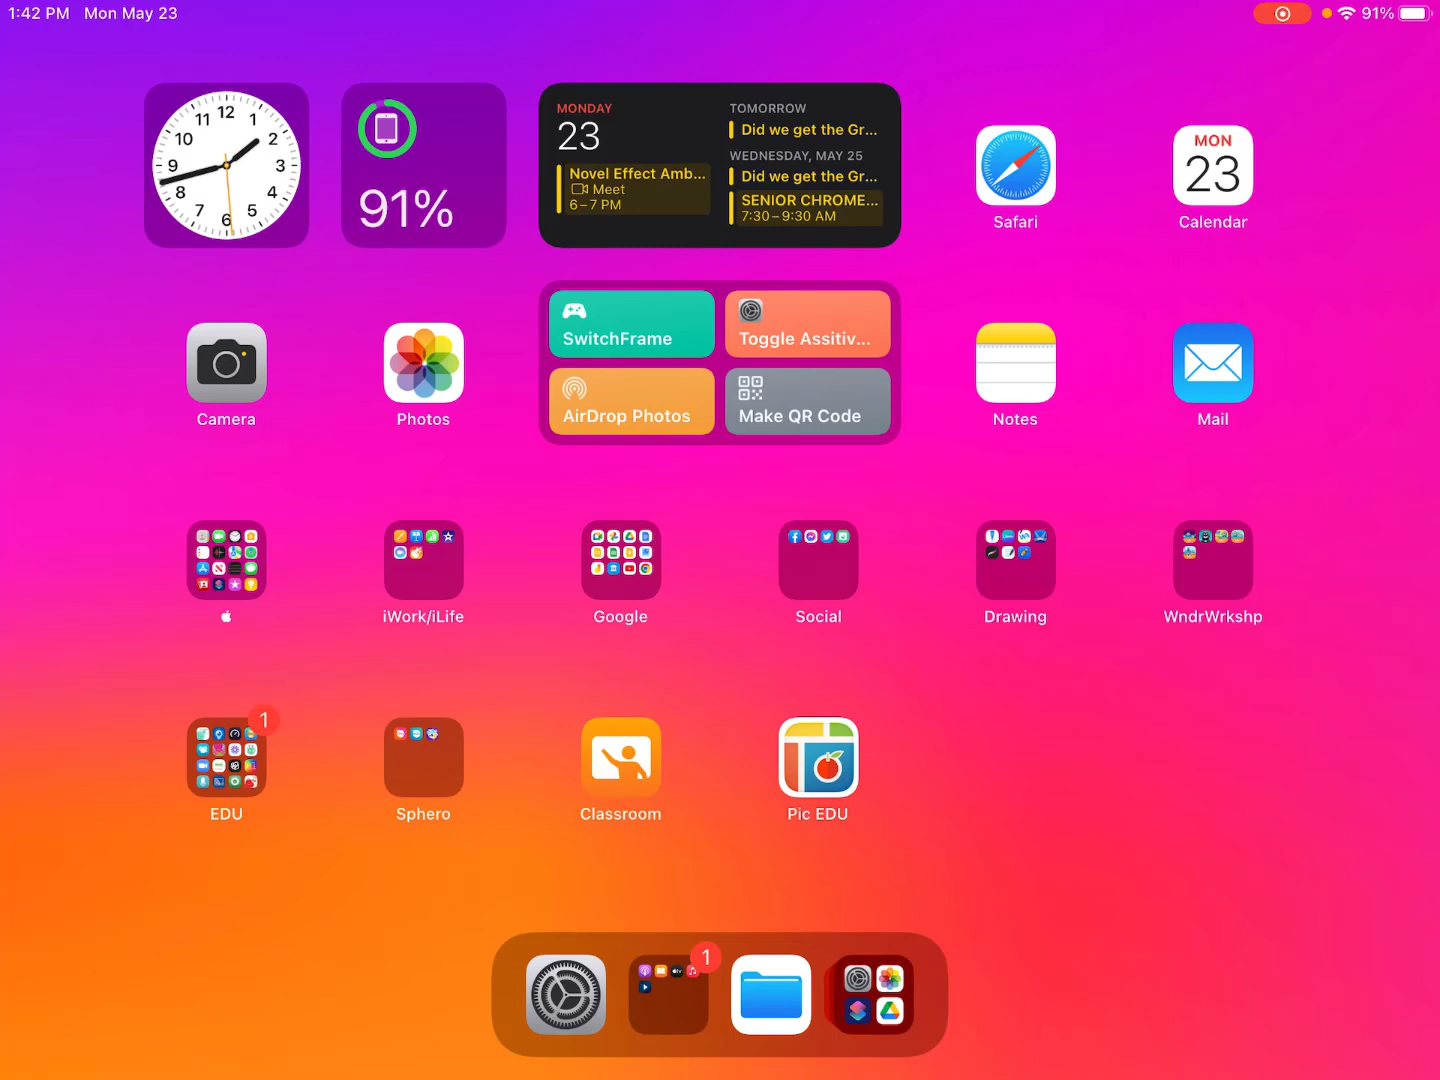 1:42 PM Mon May 23
91%
12
11 1
10 2
9 3
8 4
7 5
6
91%
MONDAY
23
Novel Effect Amb...
Meet
6–7 PM
TOMORROW
Did we get the Gr...
WEDNESDAY, MAY 25
Did we get the Gr...
SENIOR CHROME...
7:30–9:30 AM
Safari
MON
23
Calendar
Camera
Photos
SwitchFrame
Toggle Assitiv...
AirDrop Photos
Make QR Code
Notes
Mail
iWork/iLife
Google
Social
Drawing
WndrWrkshp
1
EDU
Sphero
Classroom
Pic EDU
1